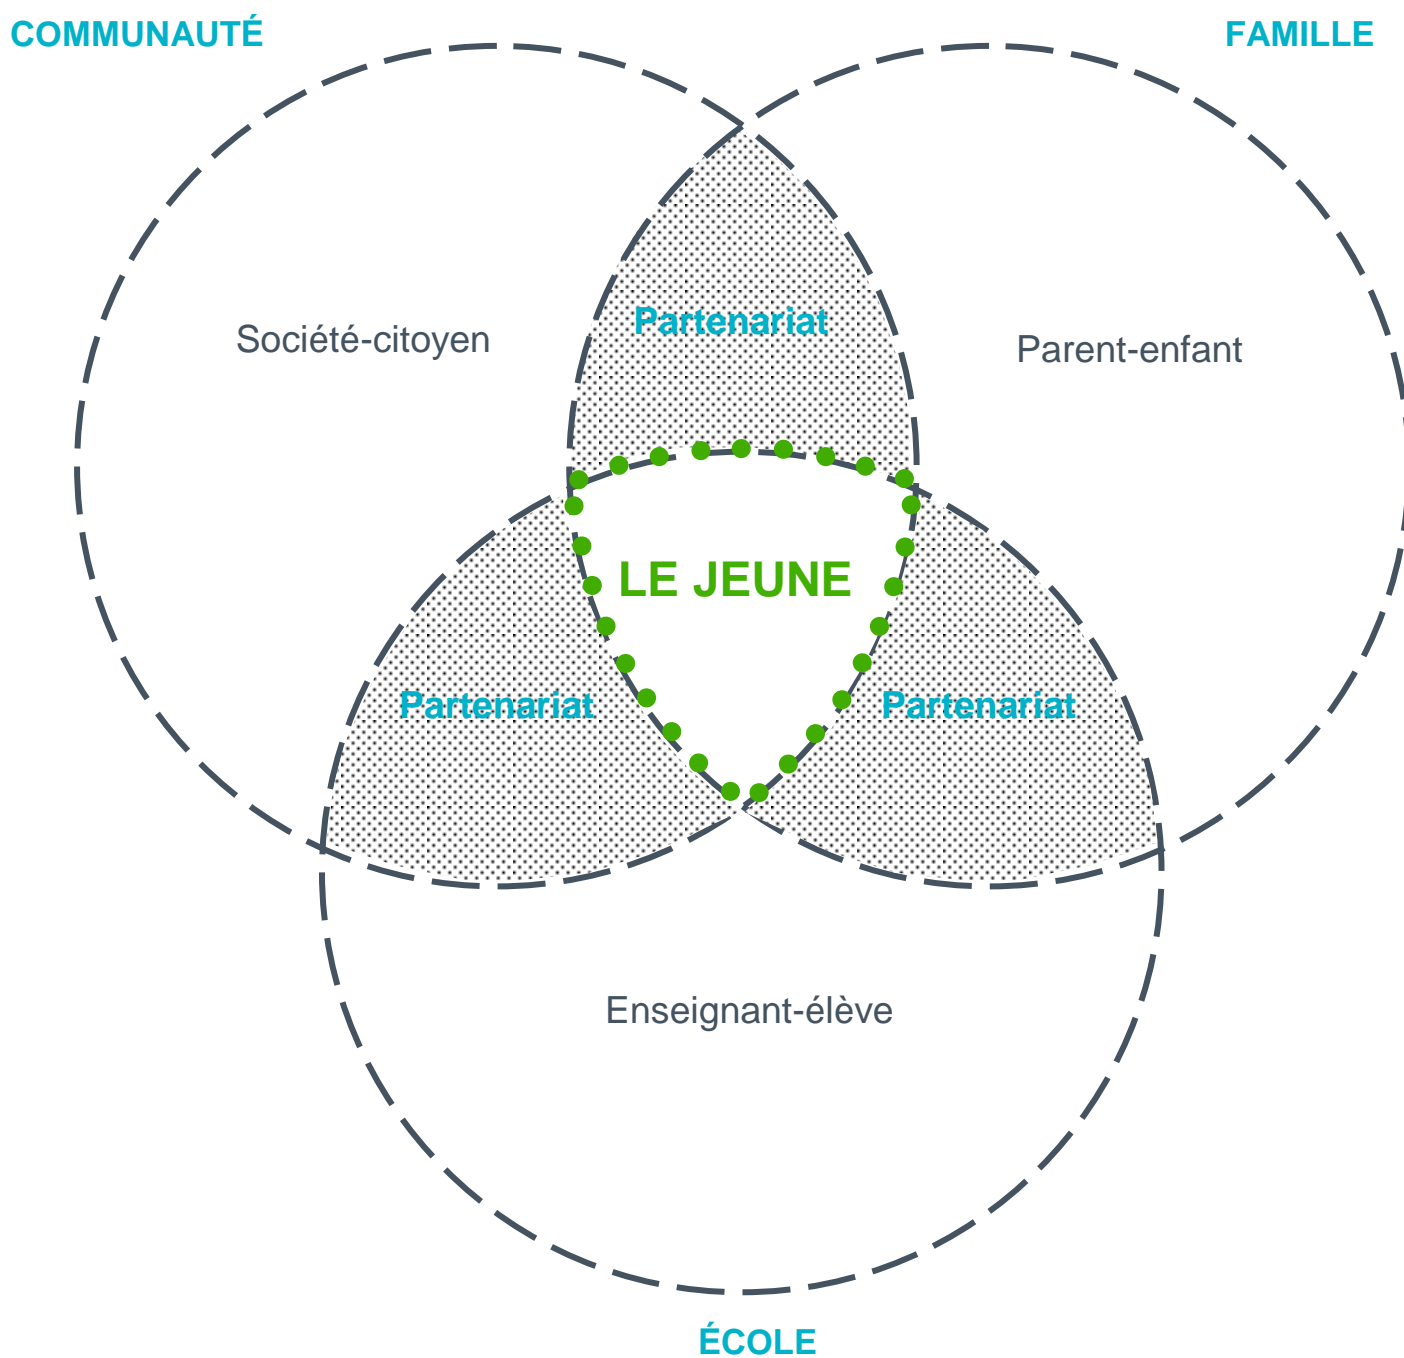 COMMUNAUTÉ
FAMILLE
Partenariat
Société-citoyen
Parent-enfant
LE JEUNE
Partenariat
Partenariat
Enseignant-élève
ÉCOLE